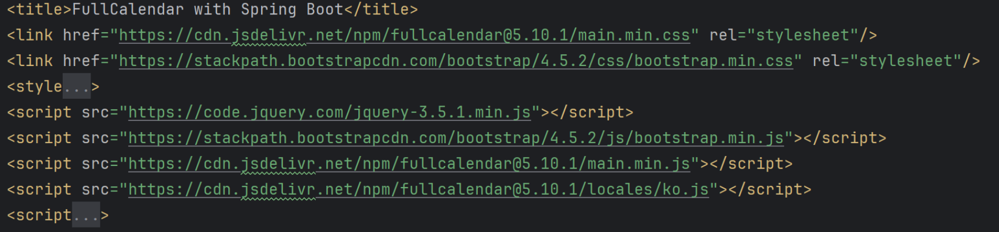 <title>FullCalendar with Spring Boot</title>
<link href="https://cdn.jsdelivr.net/npm/fullcalendar@5.10.1/main.min.css" rel="stylesheet"/>
<link href="https://stackpath.bootstrapcdn.com/bootstrap/4.5.2/css/bootstrap.min.css" rel="stylesheet"/>
<style...>
<script src="https://code.jquery.com/jquery-3.5.1.min.js"></script>
<script src="https://stackpath.bootstrapcdn.com/bootstrap/4.5.2/js/bootstrap.min.js"></script>
<script src="https://cdn.jsdelivr.net/npm/fullcalendar@5.10.1/main.min.js"></script>
<script src="https://cdn.jsdelivr.net/npm/fullcalendar@5.10.1/locales/ko.js"></script>
<script...>